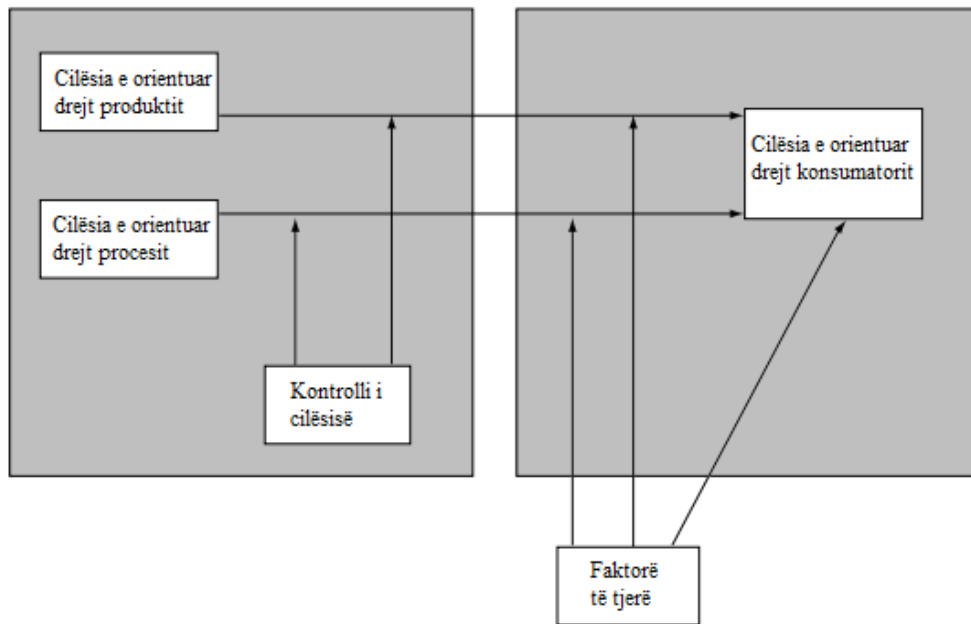 Cilësia e orientuar
drejt produktit
Cilësia e orientuar
drejt konsumatorit
Cilësia e orientuar
drejt procesit
Kontrolli i
cilësisë
Faktorë
të tjerë